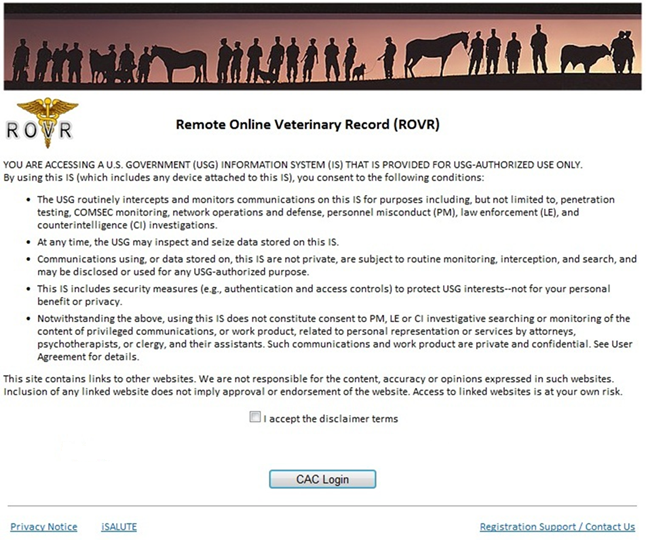 ROVR
Remote Online Veterinary Record (ROVR)
YOU ARE ACCESSING A U.S. GOVERNMENT (USG) INFORMATION SYSTEM (IS) THAT IS PROVIDED FOR USG-AUTHORIZED USE ONLY.
By using this IS (which includes any device attached to this IS), you consent to the following conditions:
• The USG routinely intercepts and monitors communications on this IS for purposes including, but not limited to, penetration
testing, COMSEC monitoring, network operations and defense, personnel misconduct (PM), law enforcement (LE), and
counterintelligence (CI) investigations.
• At any time, the USG may inspect and seize data stored on this IS.
• Communications using, or data stored on, this IS are not private, are subject to routine monitoring, interception, and search, and
may be disclosed or used for any USG-authorized purpose.
• This IS includes security measures (e.g., authentication and access controls) to protect USG interests--not for your personal
benefit or privacy.
• Notwithstanding the above, using this IS does not constitute consent to PM, LE or CI investigative searching or monitoring of the
content of privileged communications, or work product, related to personal representation or services by attorneys,
psychotherapists, or clergy, and their assistants. Such communications and work product are private and confidential. See User
Agreement for details.
This site contains links to other websites. We are not responsible for the content, accuracy or opinions expressed in such websites.
Inclusion of any linked website does not imply approval or endorsement of the website. Access to linked websites is at your own risk.
I accept the disclaimer terms
CAC Login
Privacy Notice iSALUTE Registration Support / Contact Us